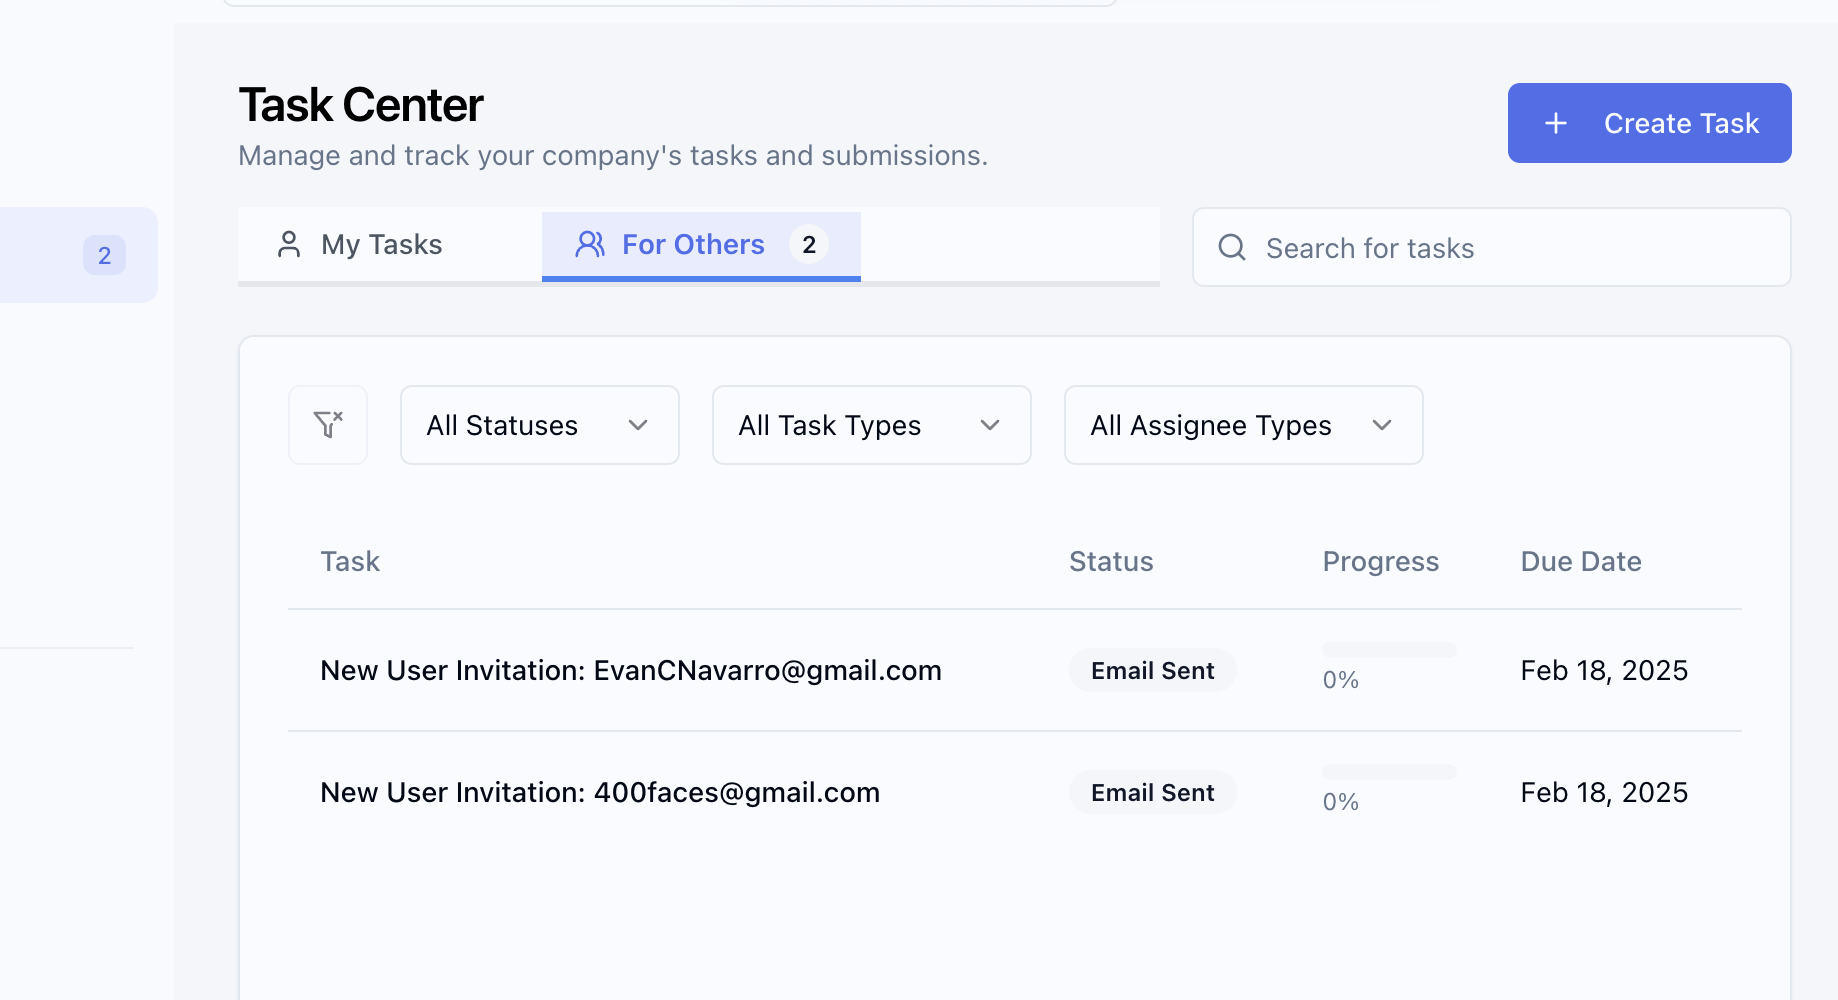 Task Center
Manage and track your company's tasks and submissions.
Create Task
2
My Tasks
For Others 2
Search for tasks
All Statuses
All Task Types
All Assignee Types
Task Status Progress Due Date
New User Invitation: EvanCNavarro@gmail.com Email Sent 0% Feb 18, 2025
New User Invitation: 400faces@gmail.com Email Sent 0% Feb 18, 2025